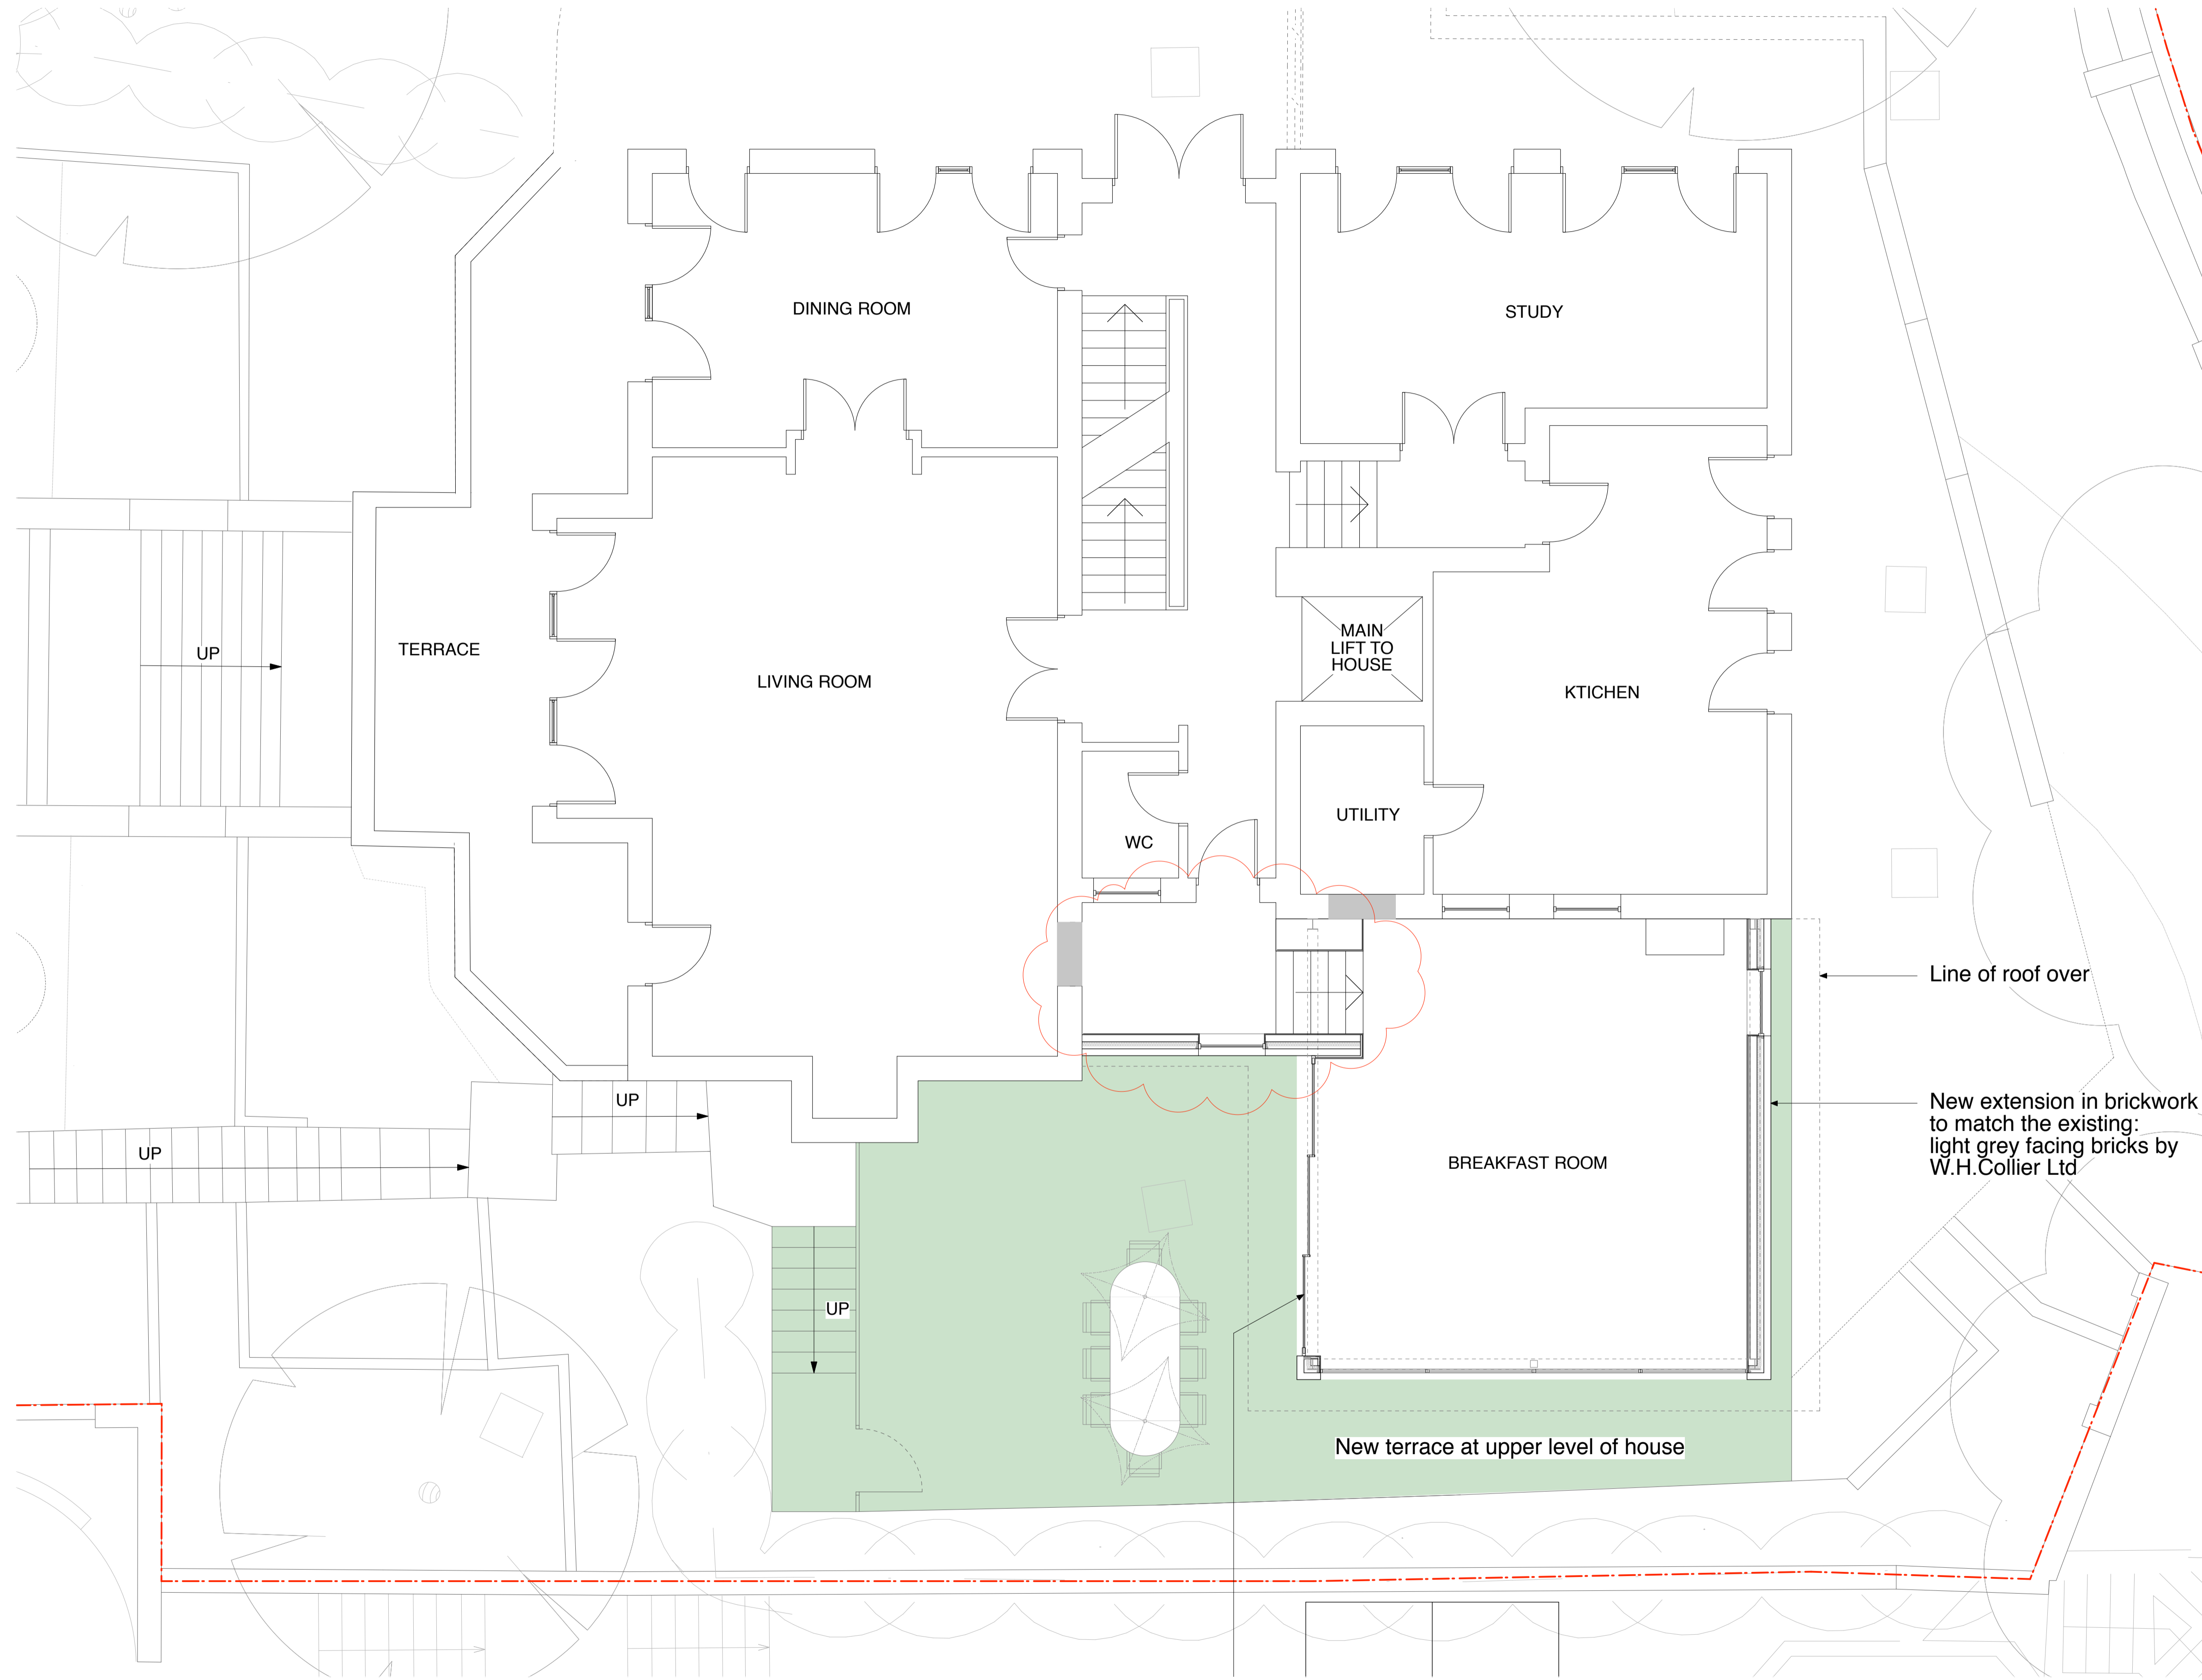 DINING ROOM
STUDY
MAIN
LIFT TO
HOUSE
UP
TERRACE
LIVING ROOM
KTICHEN
UTILITY
WC
Line of roof over
UP
New extension in brickwork
to match the existing:
light grey facing bricks by
W.H.Collier Ltd
UP
BREAKFAST ROOM
UP
New terrace at upper level of house